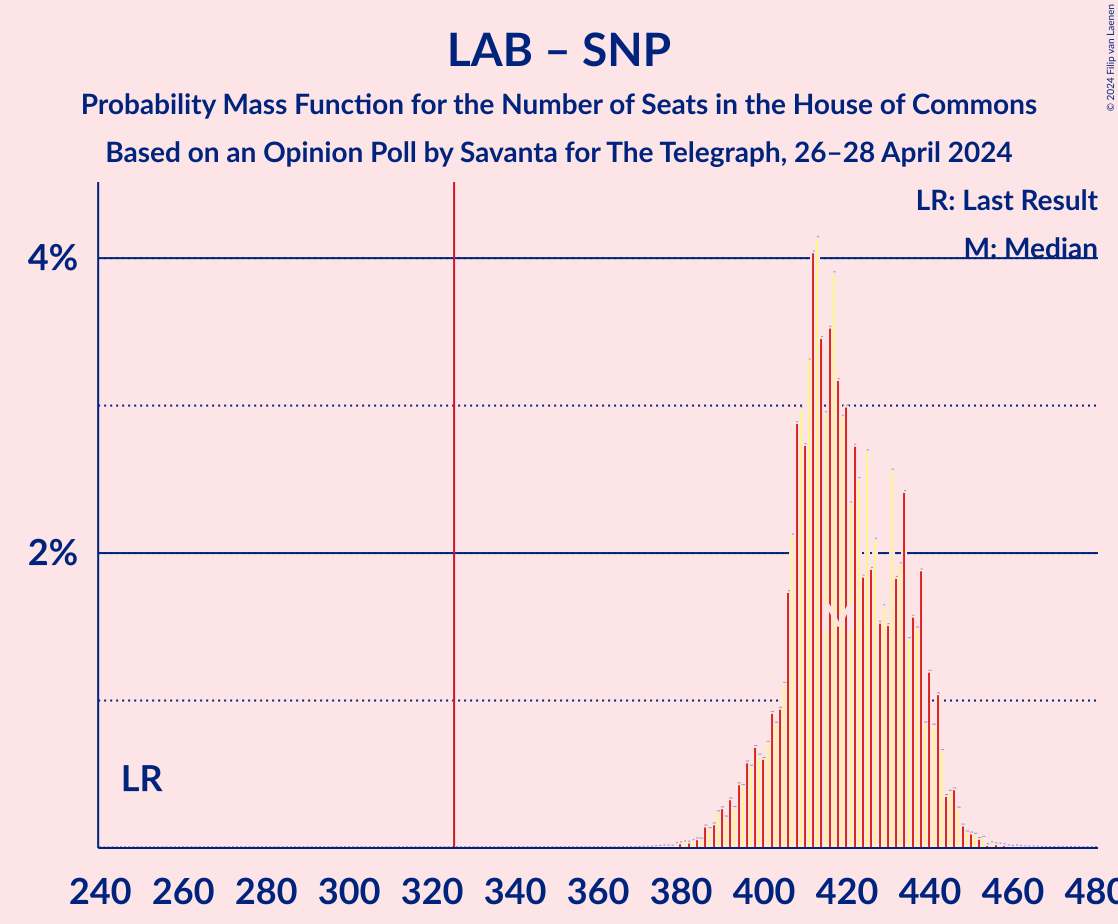 LAB – SNP
Probability Mass Function for the Number of Seats in the House of Commons
Based on an Opinion Poll by Savanta for The Telegraph, 26–28 April 2024
© 2024 Filip van Laenen
LR: Last Result
M: Median
4%
2%
M
LR
240 260 280 300 320 340 360 380 400 420 440 460 480